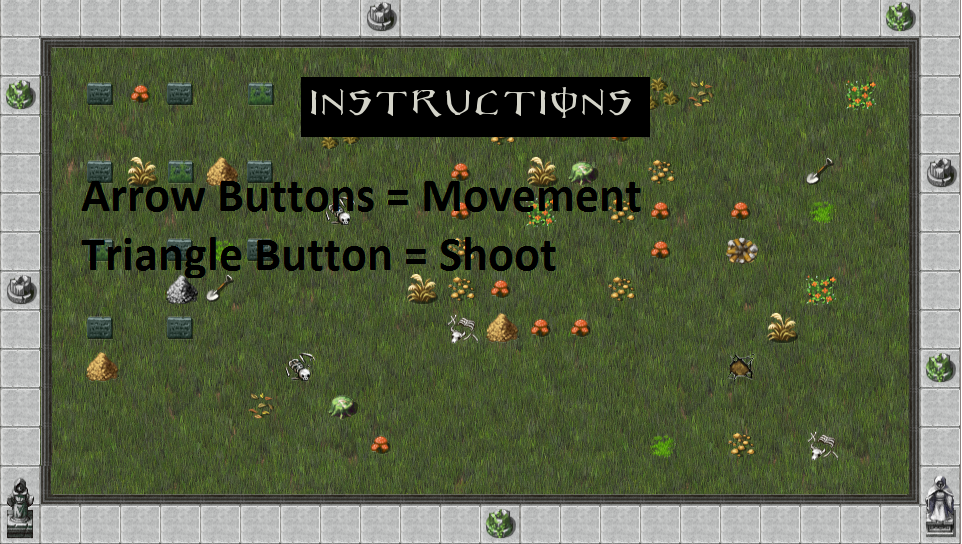 INSTRUCTIONS
Arrow Buttons = Movement
Triangle Button = Shoot